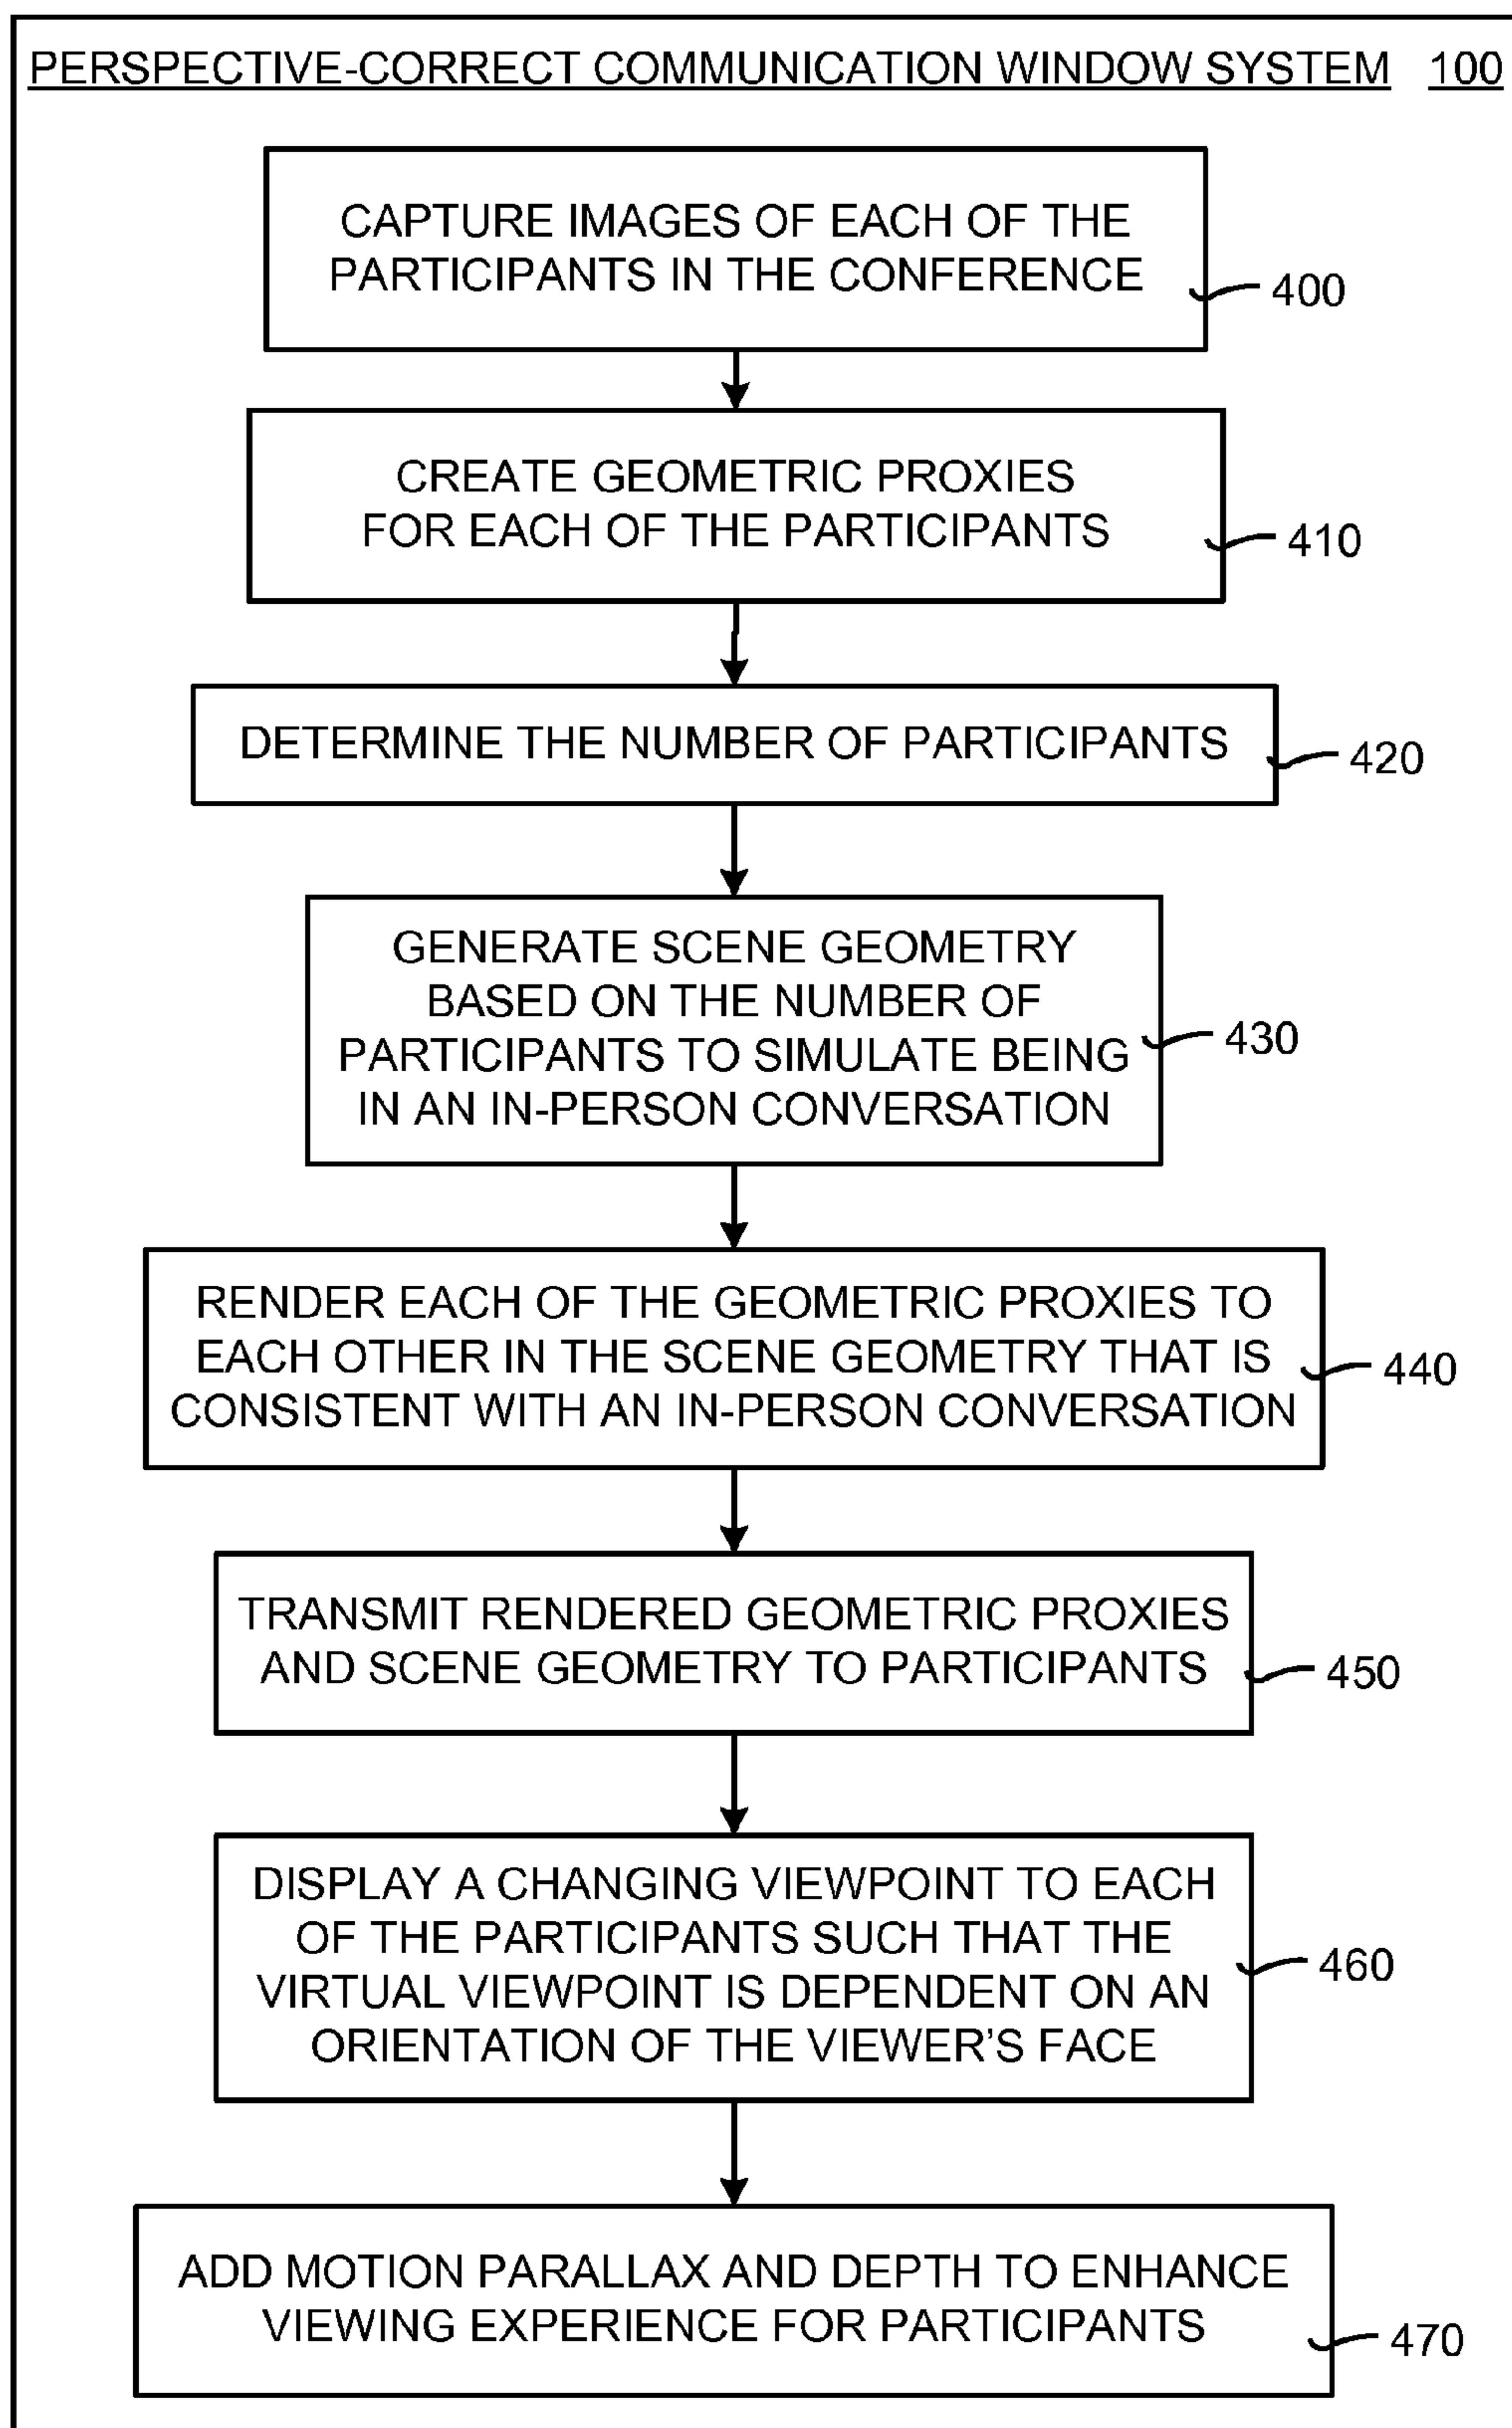 PERSPECTIVE-CORRECT COMMUNICATION WINDOW SYSTEM 100
CAPTURE IMAGES OF EACH OF THE
PARTICIPANTS IN THE CONFERENCE
400
CREATE GEOMETRIC PROXIES
FOR EACH OF THE PARTICIPANTS
410
DETERMINE THE NUMBER OF PARTICIPANTS
420
GENERATE SCENE GEOMETRY
BASED ON THE NUMBER OF
PARTICIPANTS TO SIMULATE BEING
IN AN IN-PERSON CONVERSATION
430
RENDER EACH OF THE GEOMETRIC PROXIES TO
EACH OTHER IN THE SCENE GEOMETRY THAT IS
CONSISTENT WITH AN IN-PERSON CONVERSATION
440
TRANSMIT RENDERED GEOMETRIC PROXIES
AND SCENE GEOMETRY TO PARTICIPANTS
450
DISPLAY A CHANGING VIEWPOINT TO EACH
OF THE PARTICIPANTS SUCH THAT THE
VIRTUAL VIEWPOINT IS DEPENDENT ON AN
ORIENTATION OF THE VIEWER'S FACE
460
ADD MOTION PARALLAX AND DEPTH TO ENHANCE
VIEWING EXPERIENCE FOR PARTICIPANTS
470